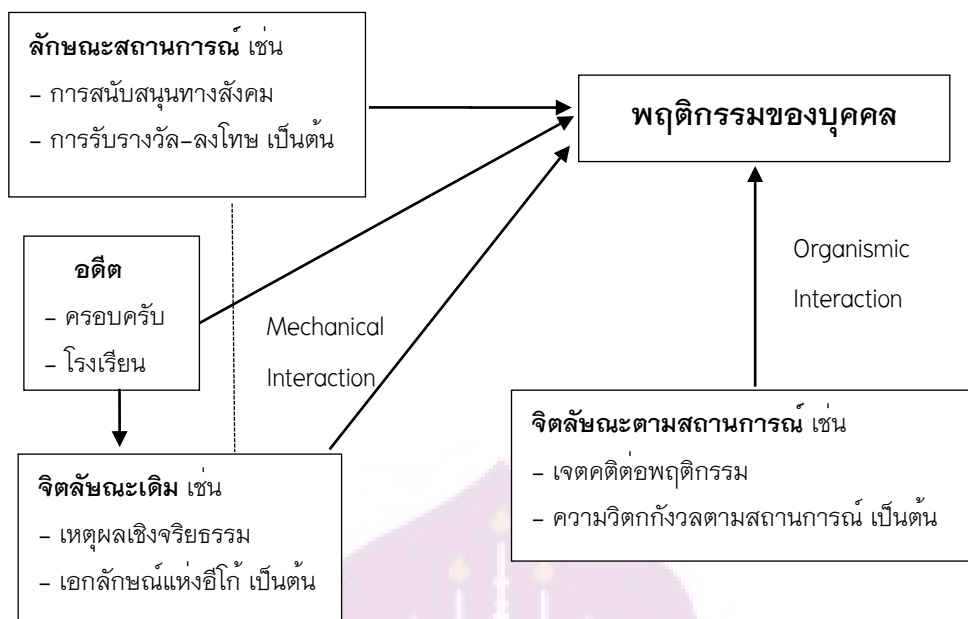 ลักษณะสถานการณ์ เช่น
– การสนับสนุนทางสังคม
– การรับรางวัล–ลงโทษ เป็นต้น
พฤติกรรมของบุคคล
อดีต
– ครอบครับ
– โรงเรียน
Mechanical
Interaction
Organismic
Interaction
จิตลัษณะเดิม เช่น
– เหตุผลเชิงจริยธรรม
– เอกลักษณ์แห่งอีโก้ เป็นต้น
จิตลัษณะตามสถานการณ์ เช่น
– เจตคติต่อพฤติกรรม
– ความวิตกกังวลตามสถานการณ์ เป็นต้น